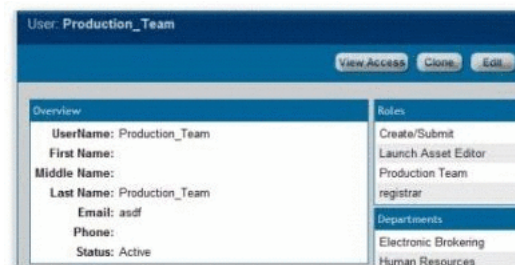 User: Production_Team
View Access Clone Edit
Overview
UserName: Production_Team
First Name:
Middle Name:
Last Name: Production_Team
Email: asdf
Phone:
Status: Active
Roles
Create/Submit
Launch Asset Editor
Production Team
registrar
Departments
Electronic Brokering
Human Resources